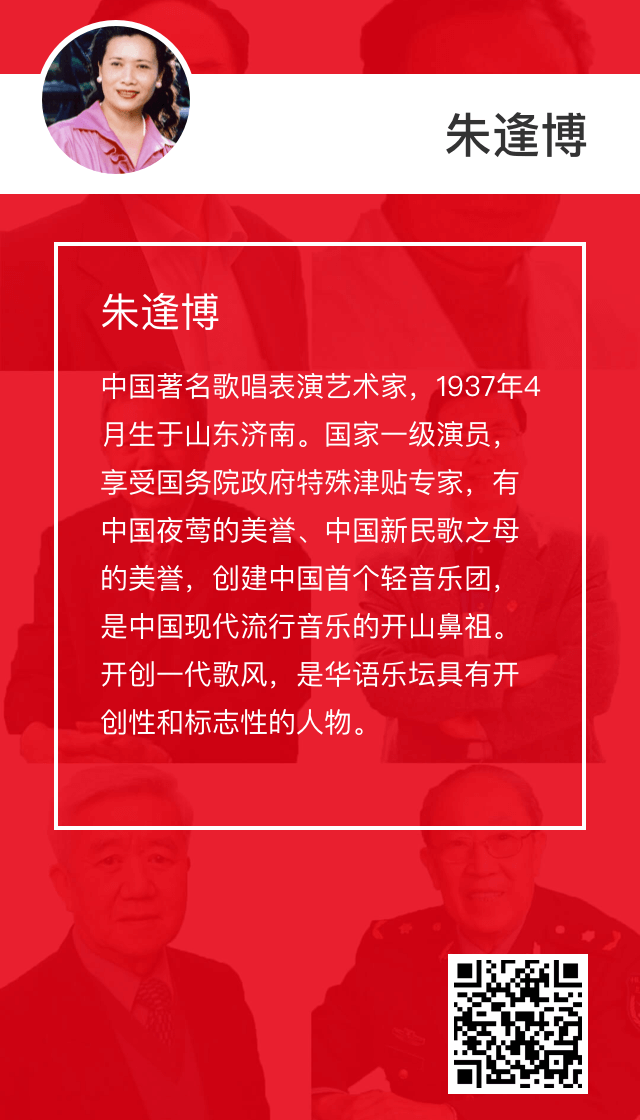 朱逢博
朱逢博
中国著名歌唱表演艺术家，1937年4
月生于山东济南。国家一级演员，
享受国务院政府特殊津贴专家，有
中国夜莺的美誉、中国新民歌之母
的美誉，创建中国首个轻音乐团，
是中国现代流行音乐的开山鼻祖。
开创一代歌风，是华语乐坛具有开
创性和标志性的人物。